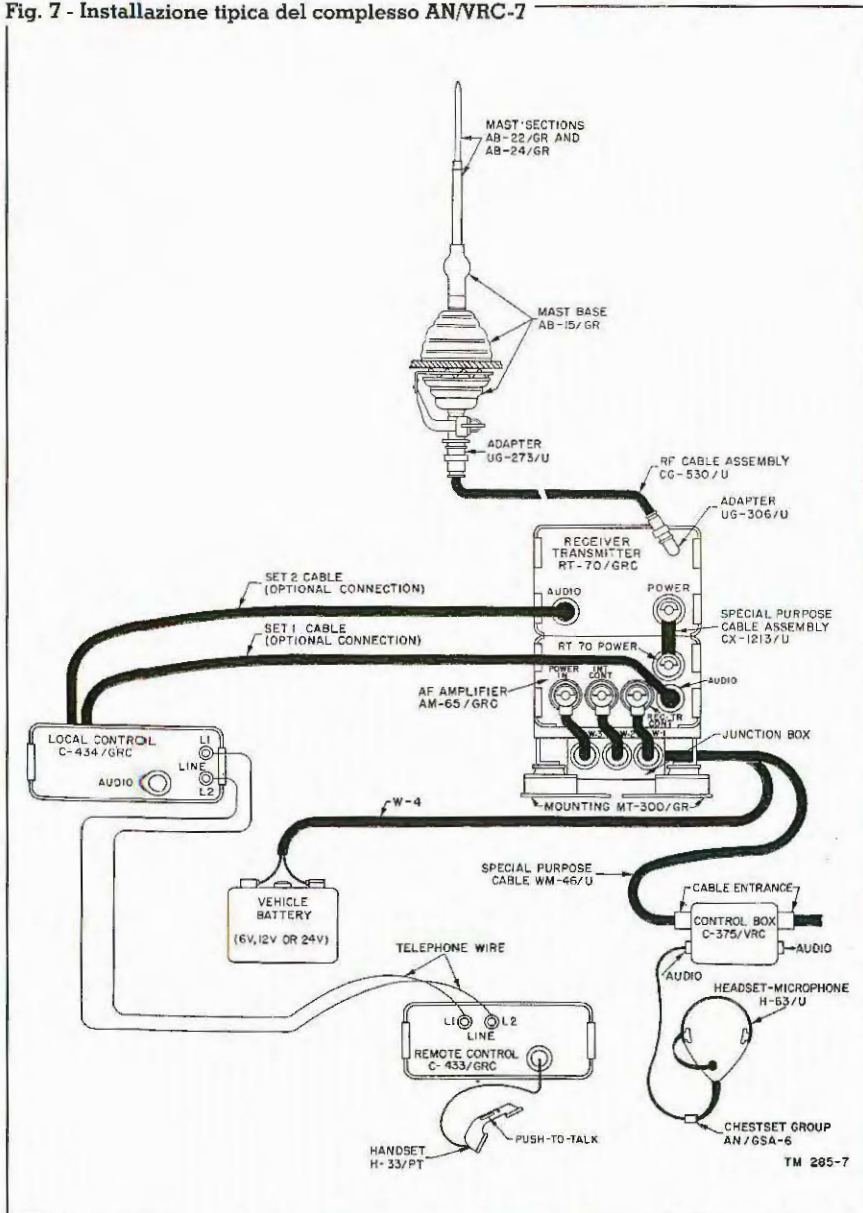 Fig. 7 - Installazione tipica del complesso AN/VRC-7
MAST SECTIONS
AB-22/GR AND
AB-24/GR
MAST BASE
AB-15/GR
ADAPTER
UG-273/U
RF CABLE ASSEMBLY
CG-530/U
ADAPTER
UG-306/U
RECEIVER
TRANSMITTER
RT-70/GRC
SET 2 CABLE
(OPTIONAL CONNECTION)
AUDIO
POWER
SPECIAL PURPOSE
CABLE ASSEMBLY
CX-1213/U
SET 1 CABLE
(OPTIONAL CONNECTION)
RT 70 POWER
POWER
IN
INT
CONT
AUDIO
AF AMPLIFIER
AM-65/GRC
REC-TR
CONT
W-3
W-2
W-1
JUNCTION BOX
LOCAL CONTROL
C-434/GRC
L1
LINE
AUDIO
L2
MOUNTING MT-300/GR
W-4
SPECIAL PURPOSE
CABLE WM-46/U
CABLE ENTRANCE
VEHICLE
BATTERY
(6V, 12V OR 24V)
CONTROL BOX
C-375/VRC
TELEPHONE WIRE
AUDIO
AUDIO
HEADSET-MICROPHONE
H-63/U
L1
L2
LINE
REMOTE CONTROL
C-433/GRC
PUSH-TO-TALK
HANDSET
H-33/PT
CHESTSET GROUP
AN/GSA-6
TM 285-7